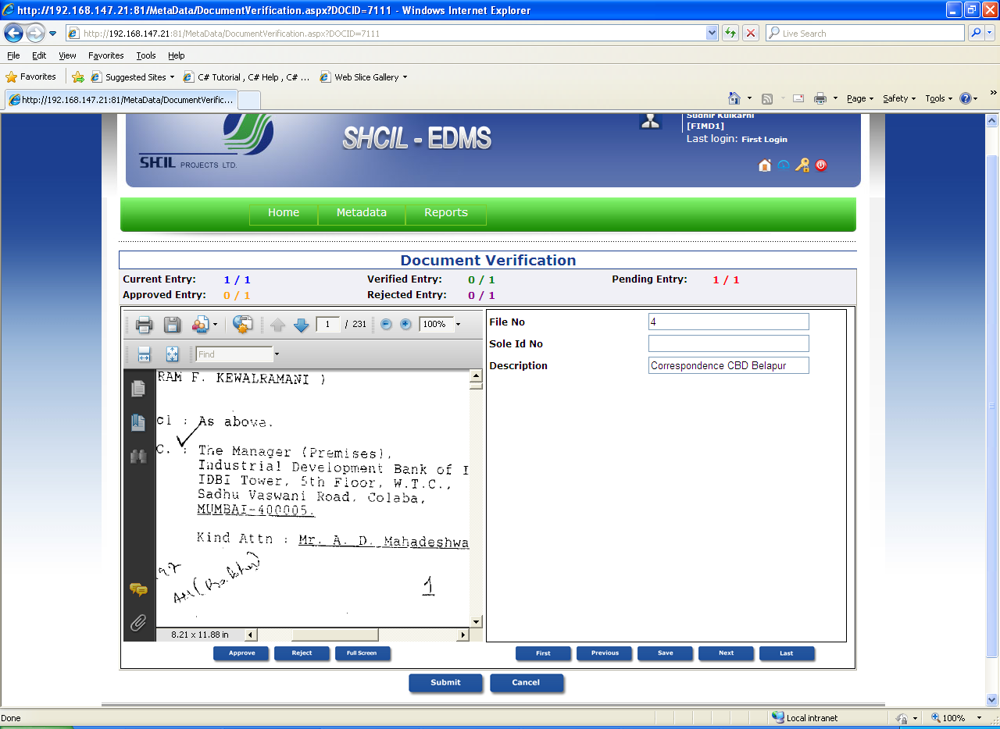 http://192.168.147.21:81/MetaData/DocumentVerification.aspx?DOCID=7111 - Windows Internet Explorer
http://192.168.147.21:81/MetaData/DocumentVerification.aspx?DOCID=7111
Live Search
File Edit View Favorites Tools Help
Favorites Suggested Sites C# Tutorial , C# Help , C# ... Web Slice Gallery
http://192.168.147.21:81/MetaData/DocumentVerific... Page Safety Tools
Sudhir Kulkarni
[FIMD1]
Last login: First Login
SHCIL - EDMS
SHCIL PROJECTS LTD.
Home Metadata Reports
Document Verification
Current Entry: 1 / 1 Verified Entry: 0 / 1 Pending Entry: 1 / 1
Approved Entry: 0 / 1 Rejected Entry: 0 / 1
1 / 231 100%
Find
RAM F. KEWALRAMANI )
cl : As above.
C. : The Manager (Premises),
Industrial Development Bank of I
IDBI Tower, 5th Floor, W.T.C.,
Sadhu Vaswani Road, Colaba,
MUMBAI-400005.
Kind Attn : Mr. A. D. Mahadeshwa
1
8.21 x 11.88 in
File No 4
Sole Id No
Description Correspondence CBD Belapur
Approve Reject Full Screen First Previous Save Next Last
Submit Cancel
Done Local intranet 100%